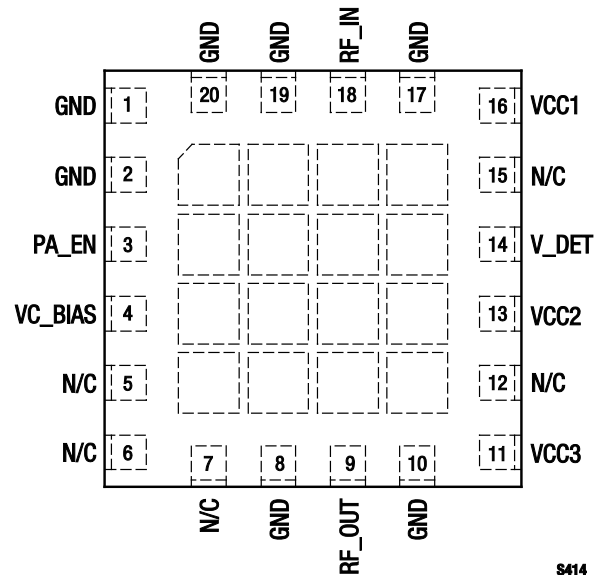 GND GND RF_IN GND
20 19 18 17
GND 1 16 VCC1
GND 2 15 N/C
PA_EN 3 14 V_DET
VC_BIAS 4 13 VCC2
N/C 5 12 N/C
N/C 6 11 VCC3
7 8 9 10
N/C GND RF_OUT GND
S414